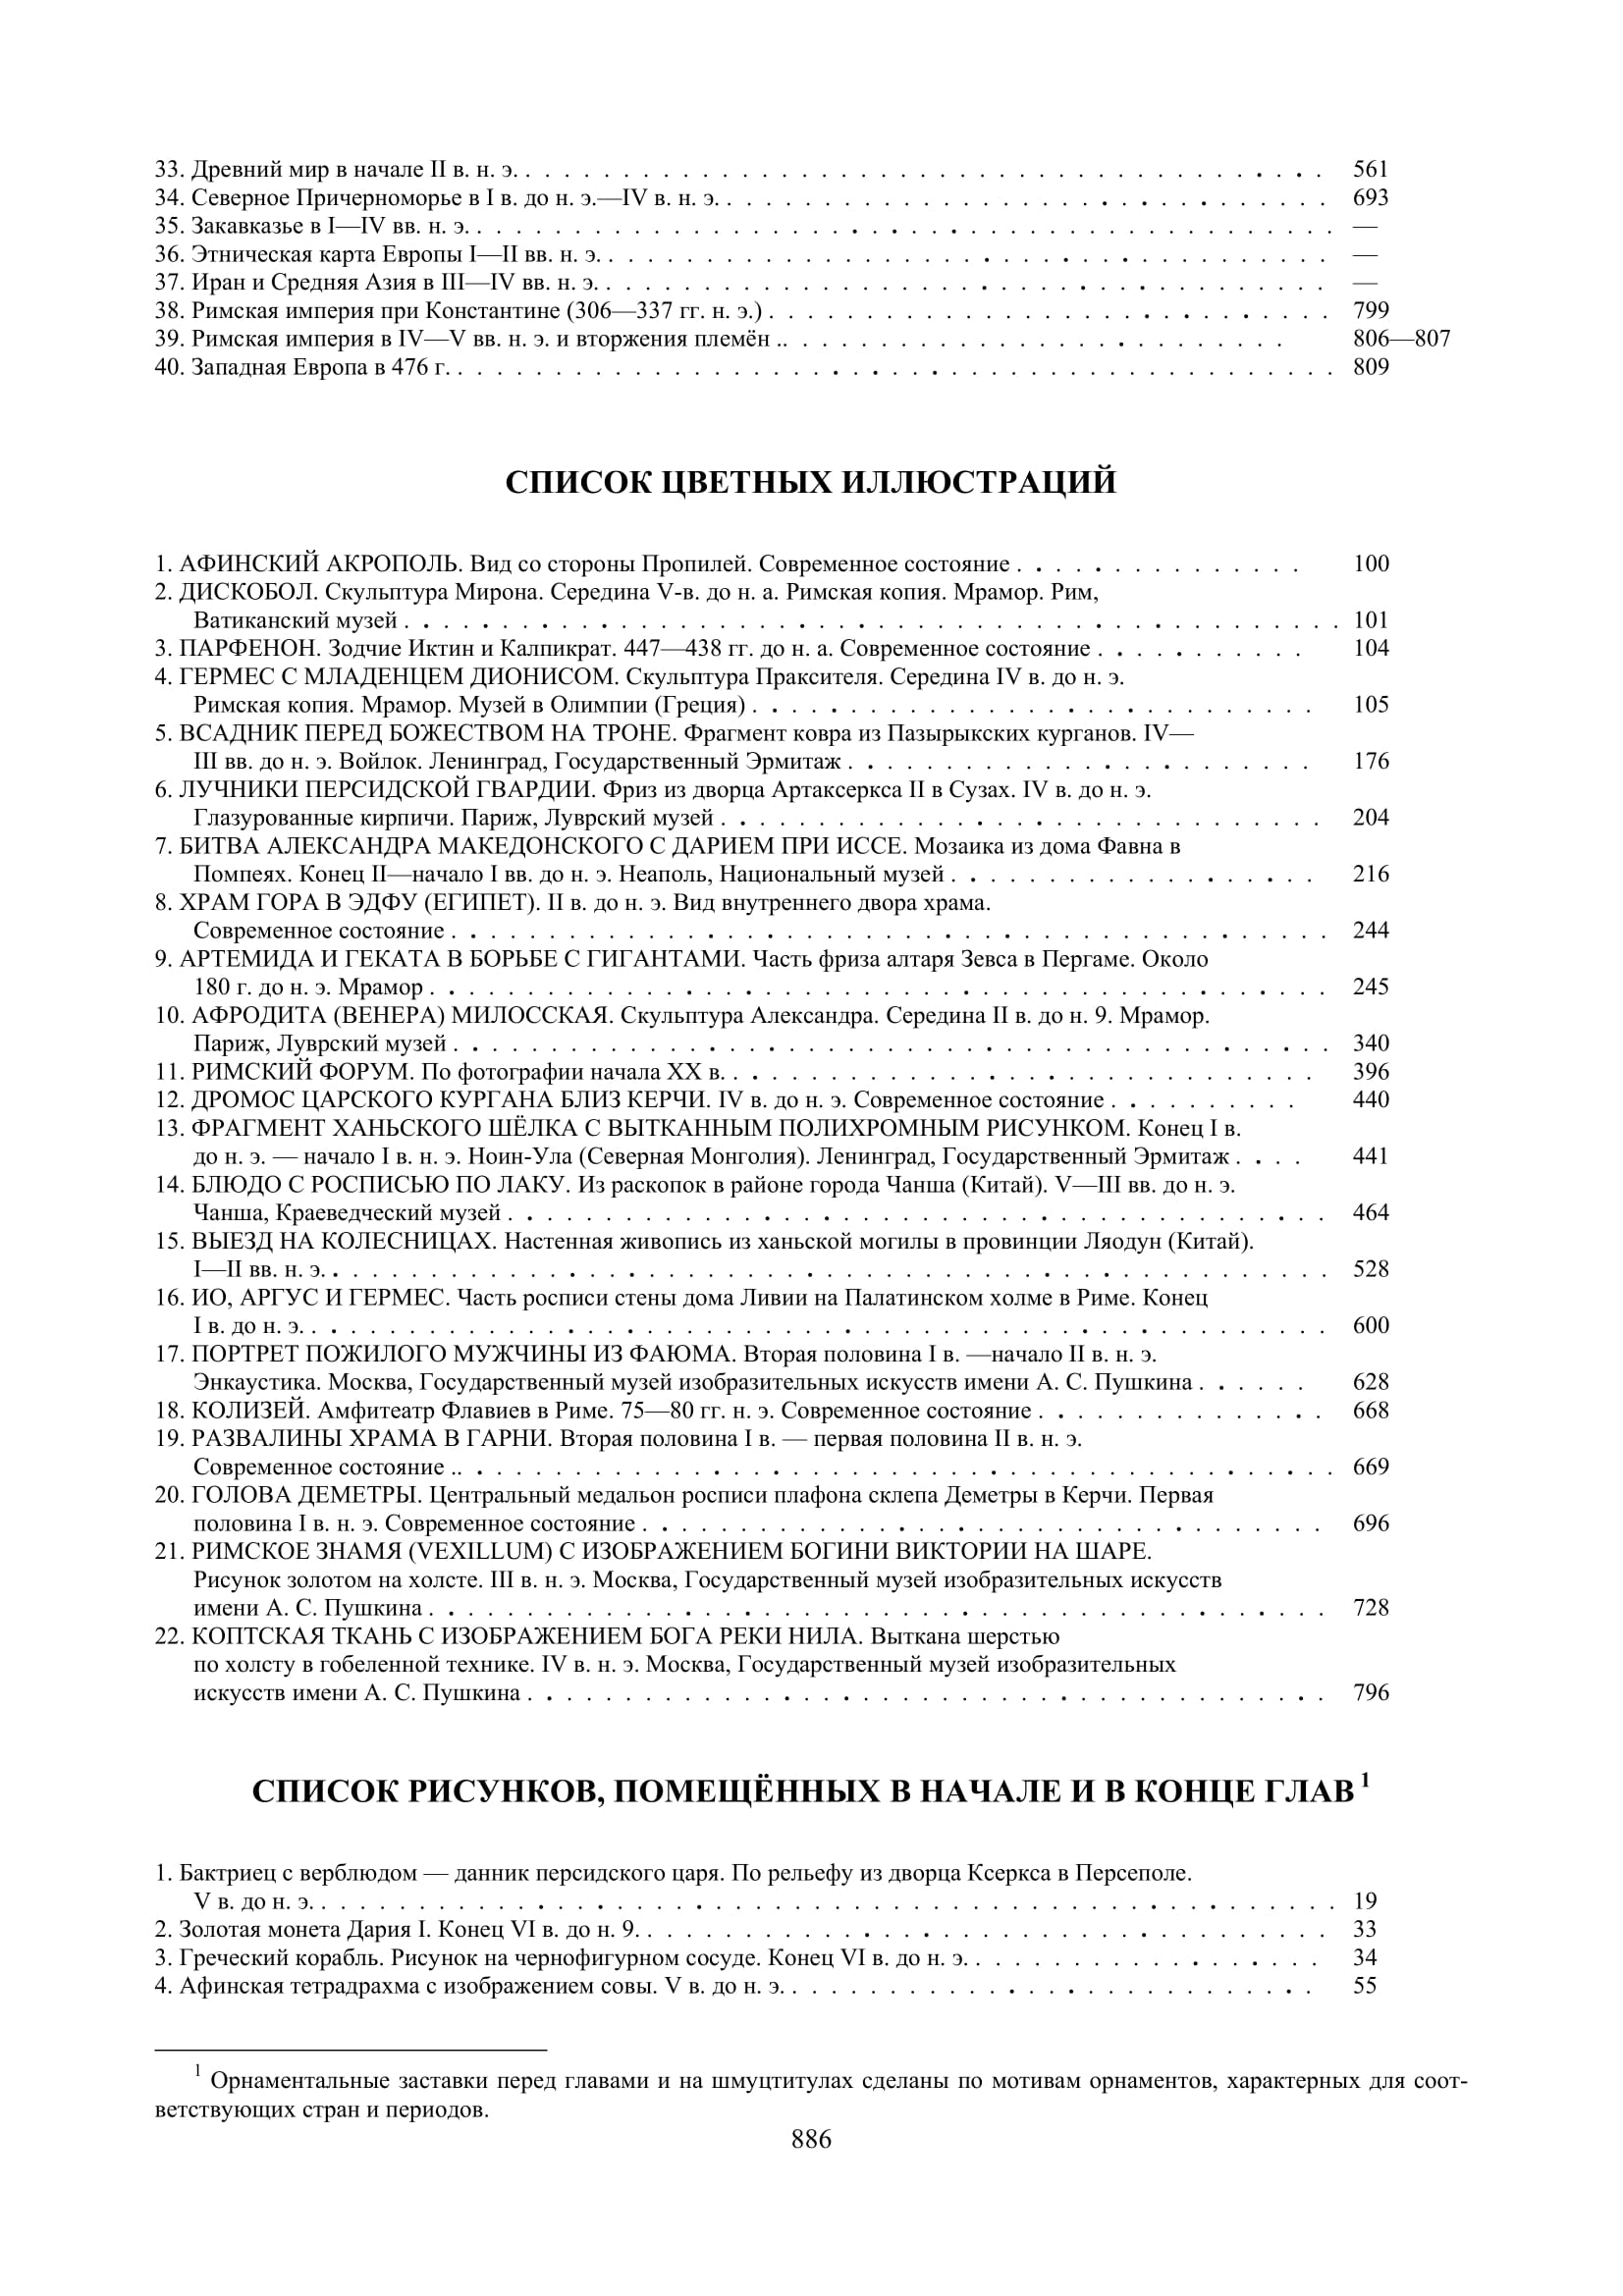 33. Древний мир в начале II в. н. э. . . . . . . . . . . . . . . . . . . . . . . . . . . . . . . . . . . . . . . . . . 561
34. Северное Причерноморье в I в. до н. э.—IV в. н. э. . . . . . . . . . . . . . . . . . . . . . . . . . . . . . . . 693
35. Закавказье в I—IV вв. н. э. . . . . . . . . . . . . . . . . . . . . . . . . . . . . . . . . . . . . . . . . . . . —
36. Этническая карта Европы I—II вв. н. э. . . . . . . . . . . . . . . . . . . . . . . . . . . . . . . . . . . . . . —
37. Иран и Средняя Азия в III—IV вв. н. э. . . . . . . . . . . . . . . . . . . . . . . . . . . . . . . . . . . . . . —
38. Римская империя при Константине (306—337 гг. н. э.) . . . . . . . . . . . . . . . . . . . . . . . . . . . . . 799
39. Римская империя в IV—V вв. н. э. и вторжения племён .. . . . . . . . . . . . . . . . . . . . . . . . . . 806—807
40. Западная Европа в 476 г. . . . . . . . . . . . . . . . . . . . . . . . . . . . . . . . . . . . . . . . . . . . . 809
СПИСОК ЦВЕТНЫХ ИЛЛЮСТРАЦИЙ
1. АФИНСКИЙ АКРОПОЛЬ. Вид со стороны Пропилей. Современное состояние . . . . . . . . . . . . . . . 100
2. ДИСКОБОЛ. Скульптура Мирона. Середина V-в. до н. а. Римская копия. Мрамор. Рим,
Ватиканский музей . . . . . . . . . . . . . . . . . . . . . . . . . . . . . . . . . . . . . . . . . . . . . . . . 101
3. ПАРФЕНОН. Зодчие Иктин и Калпикрат. 447—438 гг. до н. а. Современное состояние . . . . . . . . . . . 104
4. ГЕРМЕС С МЛАДЕНЦЕМ ДИОНИСОМ. Скульптура Праксителя. Середина IV в. до н. э.
Римская копия. Мрамор. Музей в Олимпии (Греция) . . . . . . . . . . . . . . . . . . . . . . . . . . . . . 105
5. ВСАДНИК ПЕРЕД БОЖЕСТВОМ НА ТРОНЕ. Фрагмент ковра из Пазырыкских курганов. IV—
III вв. до н. э. Войлок. Ленинград, Государственный Эрмитаж . . . . . . . . . . . . . . . . . . . . . . . . 176
6. ЛУЧНИКИ ПЕРСИДСКОЙ ГВАРДИИ. Фриз из дворца Артаксеркса II в Сузах. IV в. до н. э.
Глазурованные кирпичи. Париж, Луврский музей . . . . . . . . . . . . . . . . . . . . . . . . . . . . . . . 204
7. БИТВА АЛЕКСАНДРА МАКЕДОНСКОГО С ДАРИЕМ ПРИ ИССЕ. Мозаика из дома Фавна в
Помпеях. Конец II—начало I вв. до н. э. Неаполь, Национальный музей . . . . . . . . . . . . . . . . . . . 216
8. ХРАМ ГОРА В ЭДФУ (ЕГИПЕТ). II в. до н. э. Вид внутреннего двора храма.
Современное состояние . . . . . . . . . . . . . . . . . . . . . . . . . . . . . . . . . . . . . . . . . . . . . 244
9. АРТЕМИДА И ГЕКАТА В БОРЬБЕ С ГИГАНТАМИ. Часть фриза алтаря Зевса в Пергаме. Около
180 г. до н. э. Мрамор . . . . . . . . . . . . . . . . . . . . . . . . . . . . . . . . . . . . . . . . . . . . . . 245
10. АФРОДИТА (ВЕНЕРА) МИЛОССКАЯ. Скульптура Александра. Середина II в. до н. 9. Мрамор.
Париж, Луврский музей . . . . . . . . . . . . . . . . . . . . . . . . . . . . . . . . . . . . . . . . . . . . . 340
11. РИМСКИЙ ФОРУМ. По фотографии начала XX в. . . . . . . . . . . . . . . . . . . . . . . . . . . . . . . 396
12. ДРОМОС ЦАРСКОГО КУРГАНА БЛИЗ КЕРЧИ. IV в. до н. э. Современное состояние . . . . . . . . . . 440
13. ФРАГМЕНТ ХАНЬСКОГО ШЁЛКА С ВЫТКАННЫМ ПОЛИХРОМНЫМ РИСУНКОМ. Конец I в.
до н. э. — начало I в. н. э. Ноин-Ула (Северная Монголия). Ленинград, Государственный Эрмитаж . . . . 441
14. БЛЮДО С РОСПИСЬЮ ПО ЛАКУ. Из раскопок в районе города Чанша (Китай). V—III вв. до н. э.
Чанша, Краеведческий музей . . . . . . . . . . . . . . . . . . . . . . . . . . . . . . . . . . . . . . . . . . 464
15. ВЫЕЗД НА КОЛЕСНИЦАХ. Настенная живопись из ханьской могилы в провинции Ляодун (Китай).
I—II вв. н. э. . . . . . . . . . . . . . . . . . . . . . . . . . . . . . . . . . . . . . . . . . . . . . . . . . . . 528
16. ИО, АРГУС И ГЕРМЕС. Часть росписи стены дома Ливии на Палатинском холме в Риме. Конец
I в. до н. э. . . . . . . . . . . . . . . . . . . . . . . . . . . . . . . . . . . . . . . . . . . . . . . . . . . . . 600
17. ПОРТРЕТ ПОЖИЛОГО МУЖЧИНЫ ИЗ ФАЮМА. Вторая половина I в. —начало II в. н. э.
Энкаустика. Москва, Государственный музей изобразительных искусств имени А. С. Пушкина . . . . . . 628
18. КОЛИЗЕЙ. Амфитеатр Флавиев в Риме. 75—80 гг. н. э. Современное состояние . . . . . . . . . . . . . . . 668
19. РАЗВАЛИНЫ ХРАМА В ГАРНИ. Вторая половина I в. — первая половина II в. н. э.
Современное состояние .. . . . . . . . . . . . . . . . . . . . . . . . . . . . . . . . . . . . . . . . . . . . . 669
20. ГОЛОВА ДЕМЕТРЫ. Центральный медальон росписи плафона склепа Деметры в Керчи. Первая
половина I в. н. э. Современное состояние . . . . . . . . . . . . . . . . . . . . . . . . . . . . . . . . . . . 696
21. РИМСКОЕ ЗНАМЯ (VEXILLUM) С ИЗОБРАЖЕНИЕМ БОГИНИ ВИКТОРИИ НА ШАРЕ.
Рисунок золотом на холсте. III в. н. э. Москва, Государственный музей изобразительных искусств
имени А. С. Пушкина . . . . . . . . . . . . . . . . . . . . . . . . . . . . . . . . . . . . . . . . . . . . . . 728
22. КОПТСКАЯ ТКАНЬ С ИЗОБРАЖЕНИЕМ БОГА РЕКИ НИЛА. Выткана шерстью
по холсту в гобеленной технике. IV в. н. э. Москва, Государственный музей изобразительных
искусств имени А. С. Пушкина . . . . . . . . . . . . . . . . . . . . . . . . . . . . . . . . . . . . . . . . . 796
СПИСОК РИСУНКОВ, ПОМЕЩЁННЫХ В НАЧАЛЕ И В КОНЦЕ ГЛАВ 1
1. Бактриец с верблюдом — данник персидского царя. По рельефу из дворца Ксеркса в Персеполе.
V в. до н. э. . . . . . . . . . . . . . . . . . . . . . . . . . . . . . . . . . . . . . . . . . . . . . . . . . . . . 19
2. Золотая монета Дария I. Конец VI в. до н. 9. . . . . . . . . . . . . . . . . . . . . . . . . . . . . . . . . . . . 33
3. Греческий корабль. Рисунок на чернофигурном сосуде. Конец VI в. до н. э. . . . . . . . . . . . . . . . . . . 34
4. Афинская тетрадрахма с изображением совы. V в. до н. э. . . . . . . . . . . . . . . . . . . . . . . . . . . . 55
1 Орнаментальные заставки перед главами и на шмуцтитулах сделаны по мотивам орнаментов, характерных для соот-
ветствующих стран и периодов.
886